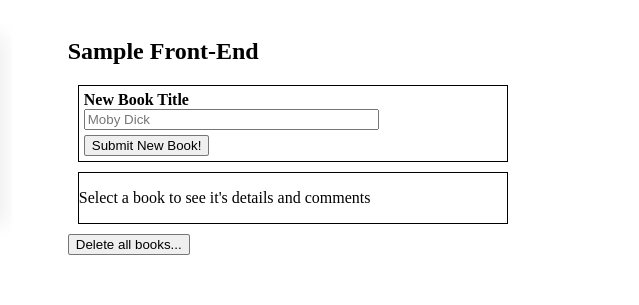 Sample Front-End
New Book Title
Moby Dick
Submit New Book!
Select a book to see it's details and comments
Delete all books...